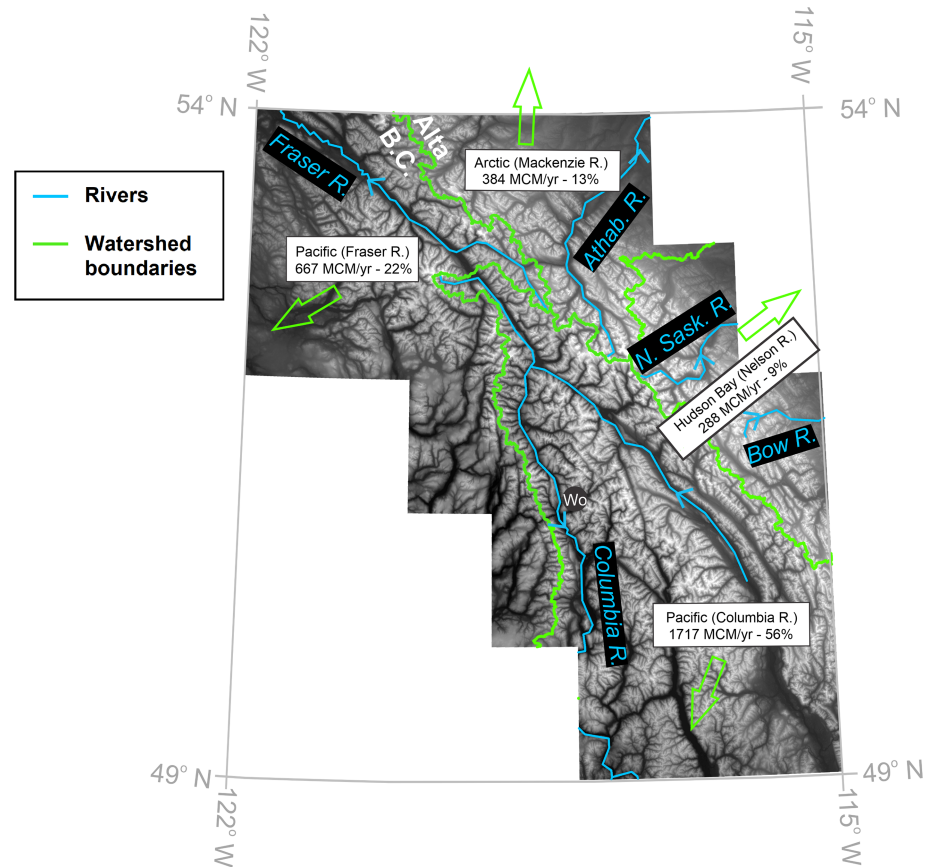 122° W
115° W
54° N
54° N
Alta
B.C.
Fraser R.
Arctic (Mackenzie R.)
384 MCM/yr - 13%
Rivers
Watershed
boundaries
Athab. R.
Pacific (Fraser R.)
667 MCM/yr - 22%
N. Sask. R.
Hudson Bay (Nelson R.)
288 MCM/yr - 9%
Bow R.
Wo
Columbia R.
Pacific (Columbia R.)
1717 MCM/yr - 56%
49° N
49° N
122° W
115° W